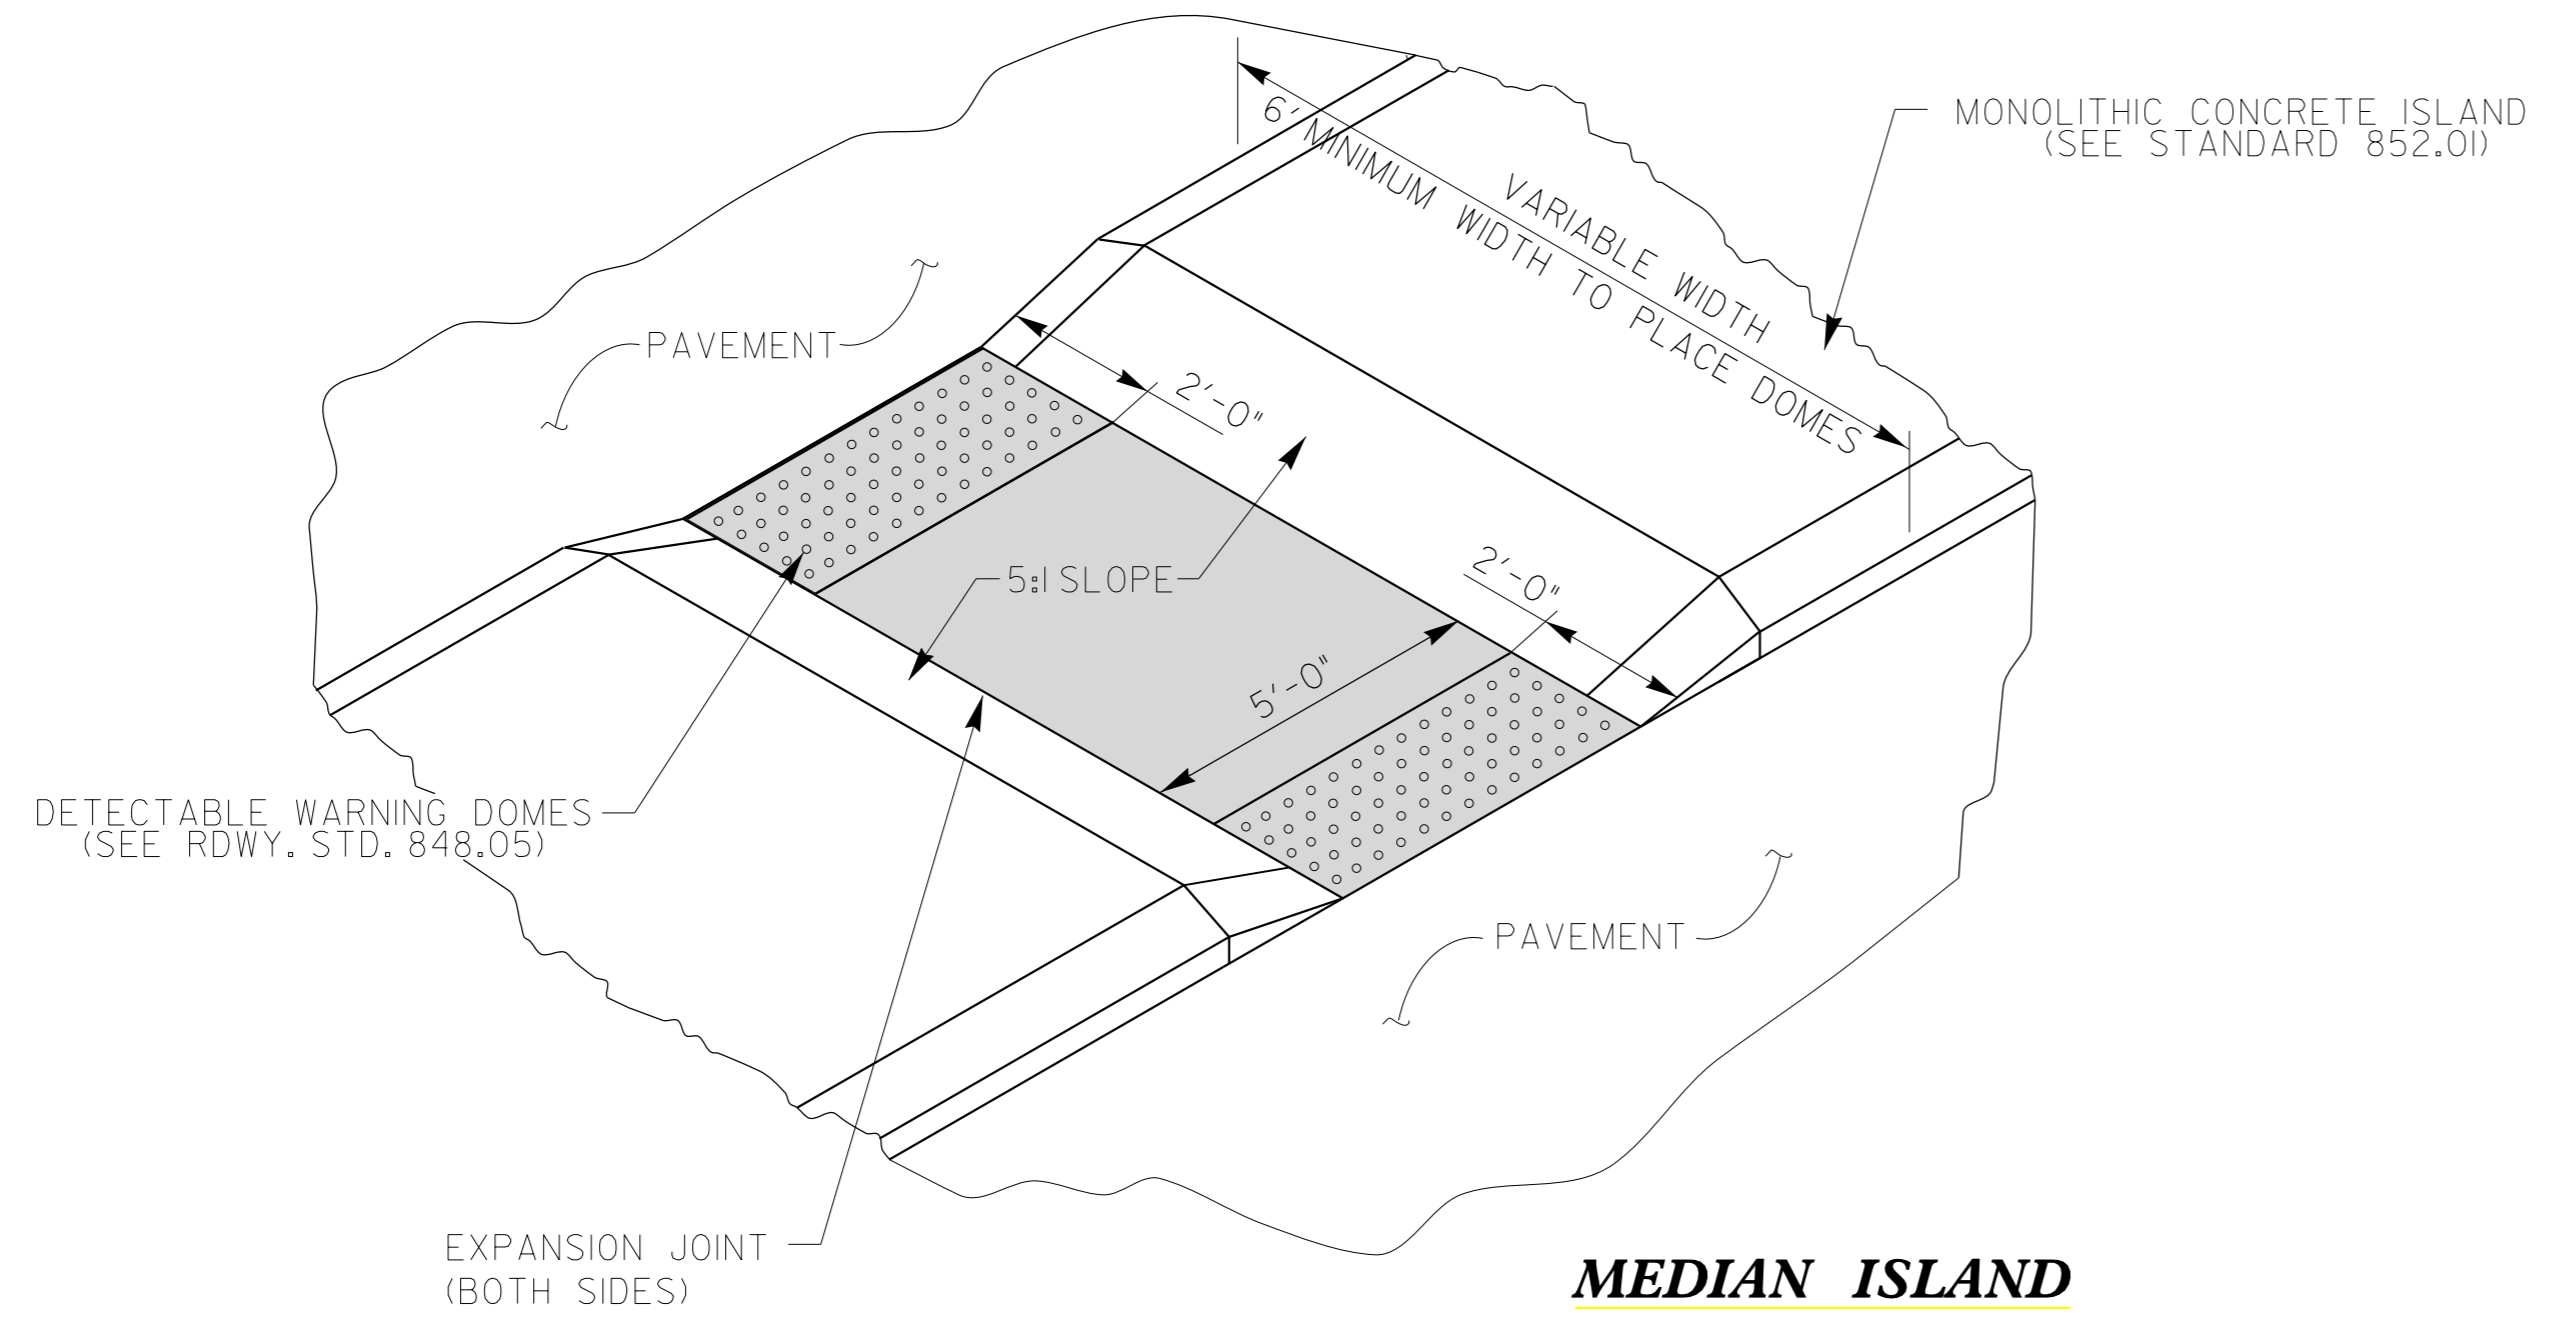 MONOLITHIC CONCRETE ISLAND
(SEE STANDARD 852.01)
VARIABLE WIDTH
6' MINIMUM WIDTH TO PLACE DOMES
PAVEMENT
2'-0"
5:1 SLOPE
2'-0"
5'-0"
DETECTABLE WARNING DOMES
(SEE RDWY. STD. 848.05)
PAVEMENT
EXPANSION JOINT
(BOTH SIDES)
MEDIAN ISLAND